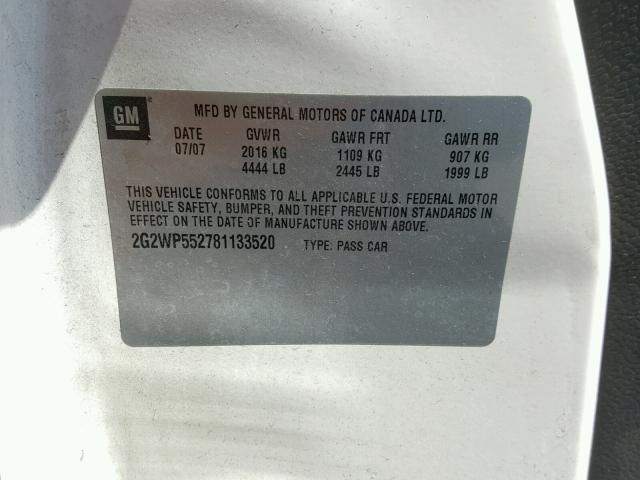 GM
MFD BY GENERAL MOTORS OF CANADA LTD.
DATE GVWR GAWR FRT GAWR RR
07/07 2016 KG 1109 KG 907 KG
4444 LB 2445 LB 1999 LB
THIS VEHICLE CONFORMS TO ALL APPLICABLE U.S. FEDERAL MOTOR
VEHICLE SAFETY, BUMPER, AND THEFT PREVENTION STANDARDS IN
EFFECT ON THE DATE OF MANUFACTURE SHOWN ABOVE.
2G2WP552781133520 TYPE: PASS CAR